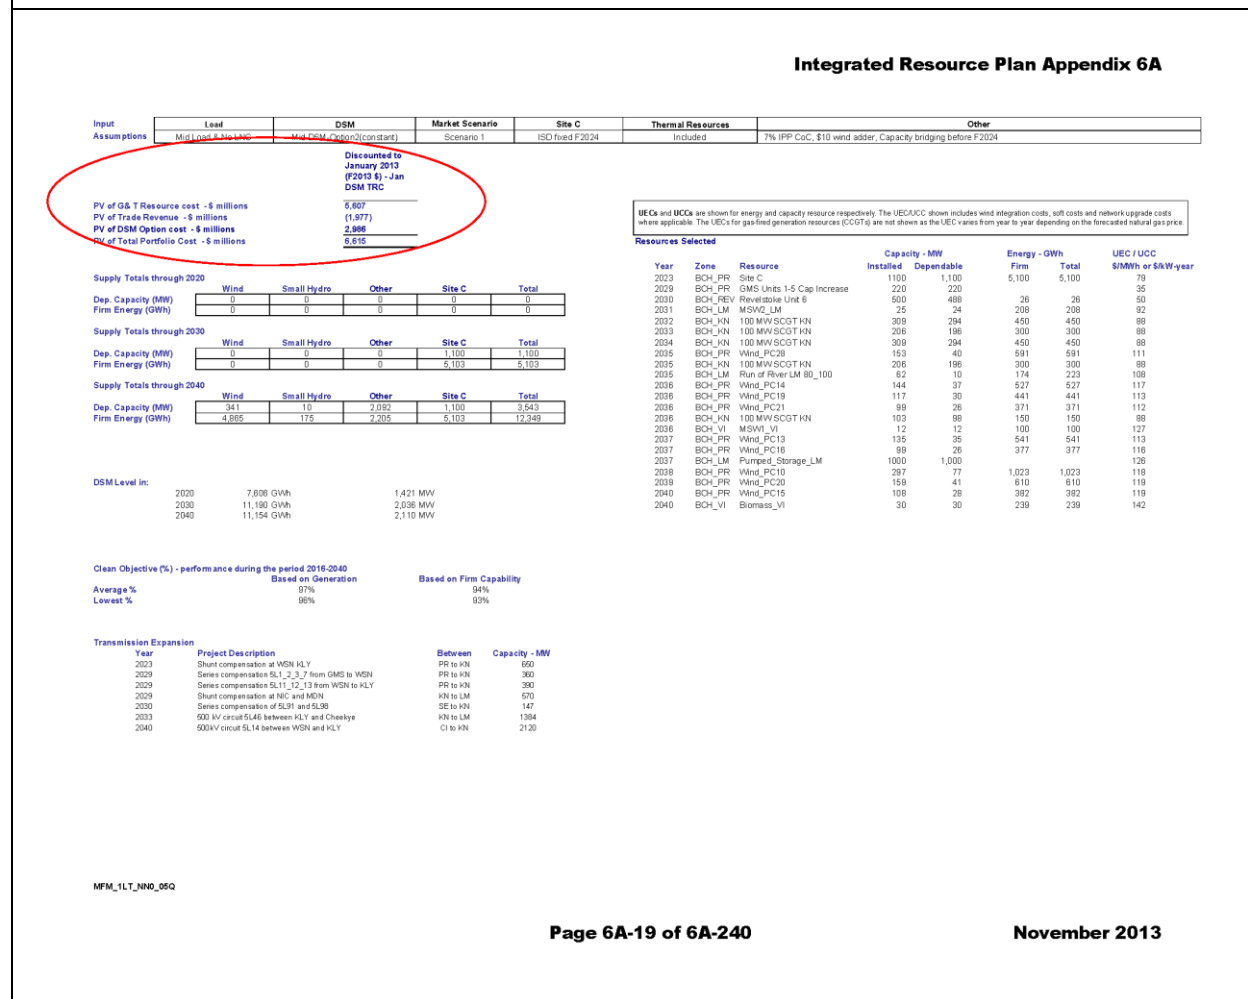 Integrated Resource Plan Appendix 6A
Input Load DSM Market Scenario Site C Thermal Resources Other
Assumptions Mid Load & No LNG Mid-DSM-Option2(constant) Scenario 1 ISD fixed F2024 Included 7% IPP CoC, $10 wind adder, Capacity bridging before F2024
Discounted to
January 2013
(F2013 $) - Jan
DSM TRC
PV of G& T Resource cost - $ millions 5,607
PV of Trade Revenue - $ millions (1,977)
PV of DSM Option cost - $ millions 2,986
PV of Total Portfolio Cost - $ millions 6,615
UECs and UCCs are shown for energy and capacity resource respectively. The UEC/UCC shown includes wind integration costs, soft costs and network upgrade costs
where applicable. The UECs for gas-fired generation resources (CCGTs) are not shown as the UEC varies from year to year depending on the forecasted natural gas price.
Supply Totals through 2020
Wind Small Hydro Other Site C Total
Dep. Capacity (MW) 0 0 0 0 0
Firm Energy (GWh) 0 0 0 0 0
Supply Totals through 2030
Wind Small Hydro Other Site C Total
Dep. Capacity (MW) 0 0 0 1,100 1,100
Firm Energy (GWh) 0 0 0 5,103 5,103
Supply Totals through 2040
Wind Small Hydro Other Site C Total
Dep. Capacity (MW) 341 10 2,092 1,100 3,543
Firm Energy (GWh) 4,865 175 2,205 5,103 12,349
DSM Level in:
2020 7,608 GWh 1,421 MW
2030 11,190 GWh 2,036 MW
2040 11,154 GWh 2,110 MW
Clean Objective (%) - performance during the period 2016-2040
Based on Generation Based on Firm Capability
Average % 97% 94%
Lowest % 96% 93%
Transmission Expansion
Year Project Description Between Capacity - MW
2023 Shunt compensation at WSN KLY PR to KN 650
2029 Series compensation 5L1_2_3_7 from GMS to WSN PR to KN 360
2029 Series compensation 5L11_12_13 from WSN to KLY PR to KN 390
2029 Shunt compensation at NIC and MDN KN to LM 570
2030 Series compensation of 5L91 and 5L98 SE to KN 147
2033 500 kV circuit 5L46 between KLY and Cheekye KN to LM 1384
2040 500kV circuit 5L14 between WSN and KLY CI to KN 2120
Resources Selected
Capacity - MW Energy - GWh UEC / UCC
Year Zone Resource Installed Dependable Firm Total $/MWh or $/kW-year
2023 BCH_PR Site C 1100 1,100 5,100 5,100 79
2029 BCH_PR GMS Units 1-5 Cap Increase 220 220 35
2030 BCH_REV Revelstoke Unit 6 500 488 26 26 50
2031 BCH_LM MSW2_LM 25 24 208 208 92
2032 BCH_KN 100 MW SCGT KN 309 294 450 450 88
2033 BCH_KN 100 MW SCGT KN 206 196 300 300 88
2034 BCH_KN 100 MW SCGT KN 309 294 450 450 88
2035 BCH_PR Wind_PC28 153 40 591 591 111
2035 BCH_KN 100 MW SCGT KN 206 196 300 300 88
2035 BCH_LM Run of River LM 80_100 62 10 174 223 108
2036 BCH_PR Wind_PC14 144 37 527 527 117
2036 BCH_PR Wind_PC19 117 30 441 441 113
2036 BCH_PR Wind_PC21 99 26 371 371 112
2036 BCH_KN 100 MW SCGT KN 103 98 150 150 88
2036 BCH_VI MSW1_VI 12 12 100 100 127
2037 BCH_PR Wind_PC13 135 35 541 541 113
2037 BCH_PR Wind_PC16 99 26 377 377 116
2037 BCH_LM Pumped_Storage_LM 1000 1,000 126
2038 BCH_PR Wind_PC10 297 77 1,023 1,023 118
2039 BCH_PR Wind_PC20 159 41 610 610 119
2040 BCH_PR Wind_PC15 108 28 382 382 119
2040 BCH_VI Biomass_VI 30 30 239 239 142
MFM_1LT_NN0_05Q
Page 6A-19 of 6A-240
November 2013